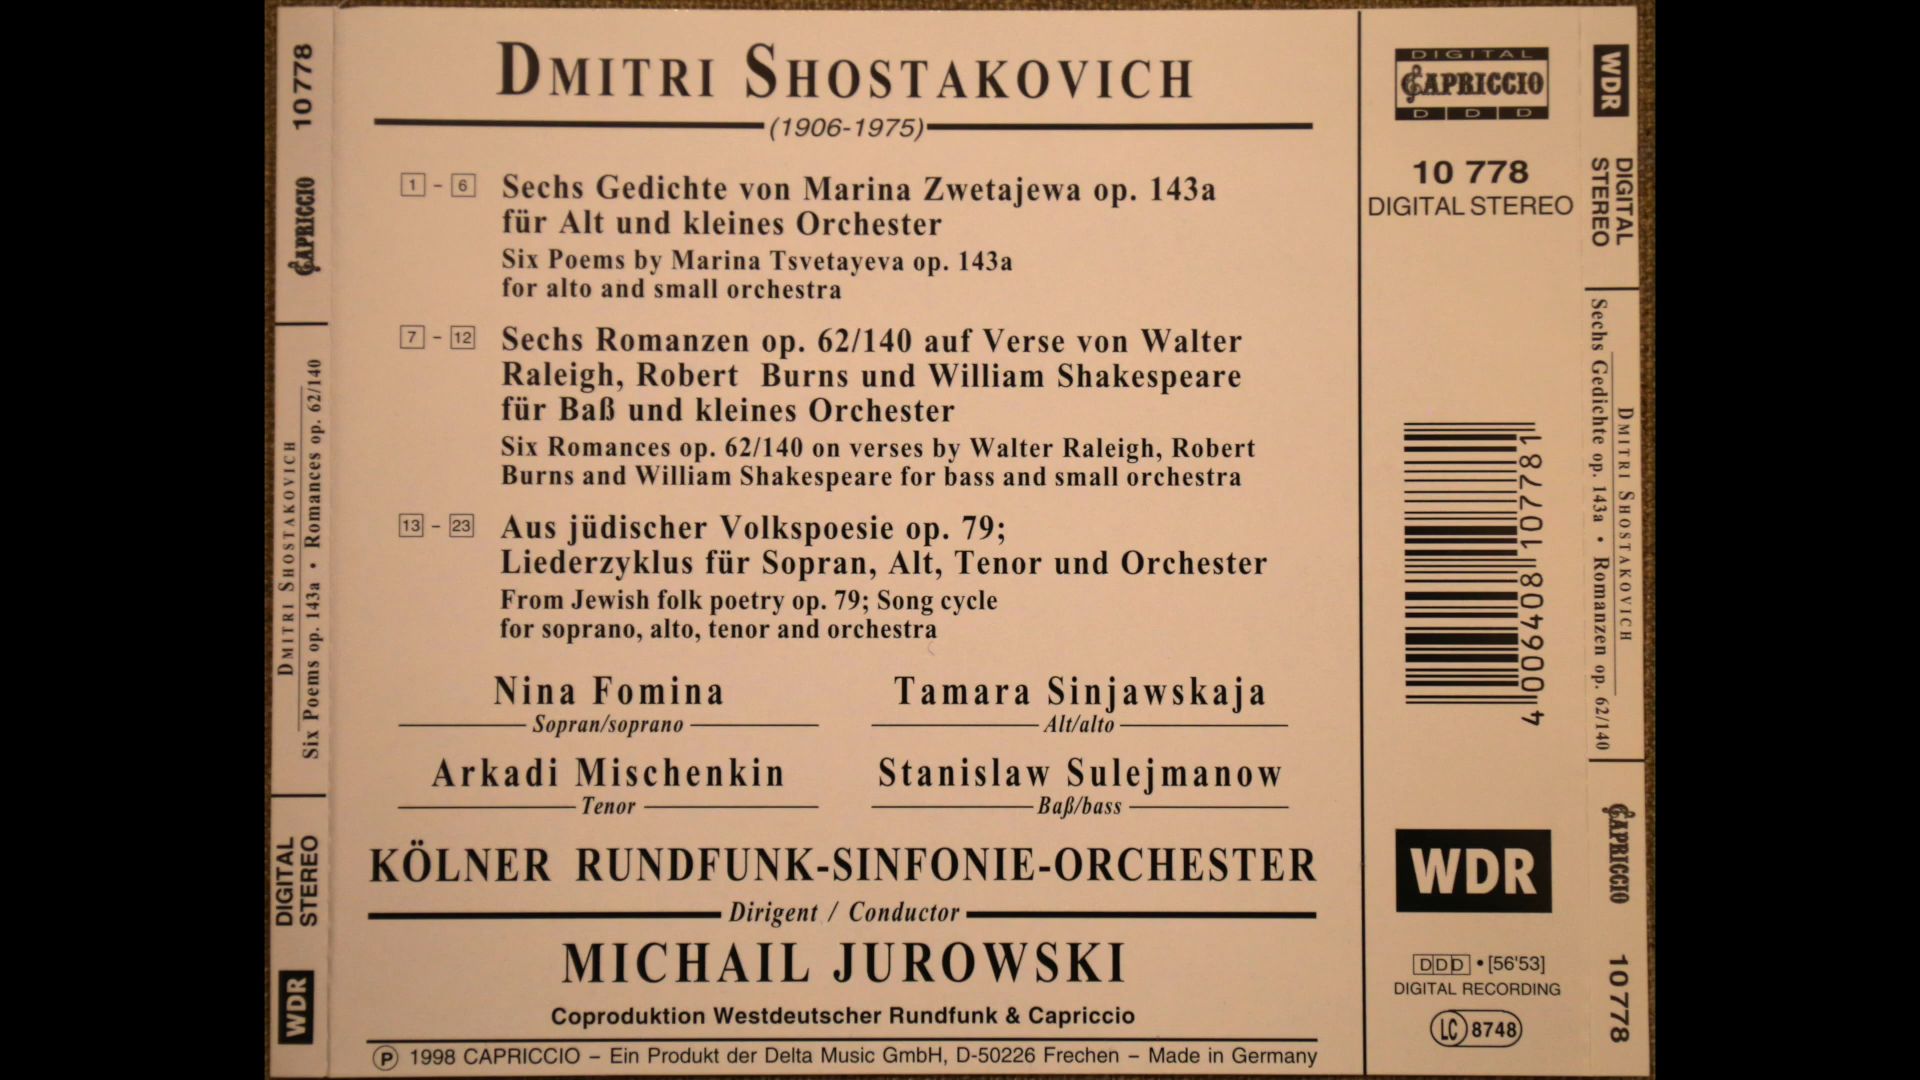 10 778
CAPRICCIO
DMITRI SHOSTAKOVICH
Six Poems op. 143a • Romances op. 62/140
DIGITAL
STEREO
WDR
DMITRI SHOSTAKOVICH
(1906-1975)
1 - 6 Sechs Gedichte von Marina Zwetajewa op. 143a
für Alt und kleines Orchester
Six Poems by Marina Tsvetayeva op. 143a
for alto and small orchestra
7 - 12 Sechs Romanzen op. 62/140 auf Verse von Walter
Raleigh, Robert Burns und William Shakespeare
für Baß und kleines Orchester
Six Romances op. 62/140 on verses by Walter Raleigh, Robert
Burns and William Shakespeare for bass and small orchestra
13 - 23 Aus jüdischer Volkspoesie op. 79;
Liederzyklus für Sopran, Alt, Tenor und Orchester
From Jewish folk poetry op. 79; Song cycle
for soprano, alto, tenor and orchestra
Nina Fomina
Sopran/soprano
Tamara Sinjawskaja
Alt/alto
Arkadi Mischenkin
Tenor
Stanislaw Sulejmanow
Baß/bass
KÖLNER RUNDFUNK-SINFONIE-ORCHESTER
Dirigent / Conductor
MICHAIL JUROWSKI
Coproduktion Westdeutscher Rundfunk & Capriccio
Ⓟ 1998 CAPRICCIO – Ein Produkt der Delta Music GmbH, D-50226 Frechen – Made in Germany
DIGITAL
CAPRICCIO
D D D
10 778
DIGITAL STEREO
4 006408 107781
WDR
DDD • [56'53]
DIGITAL RECORDING
LC 8748
WDR
DIGITAL
STEREO
DMITRI SHOSTAKOVICH
Sechs Gedichte op. 143a • Romanzen op. 62/140
CAPRICCIO
10 778